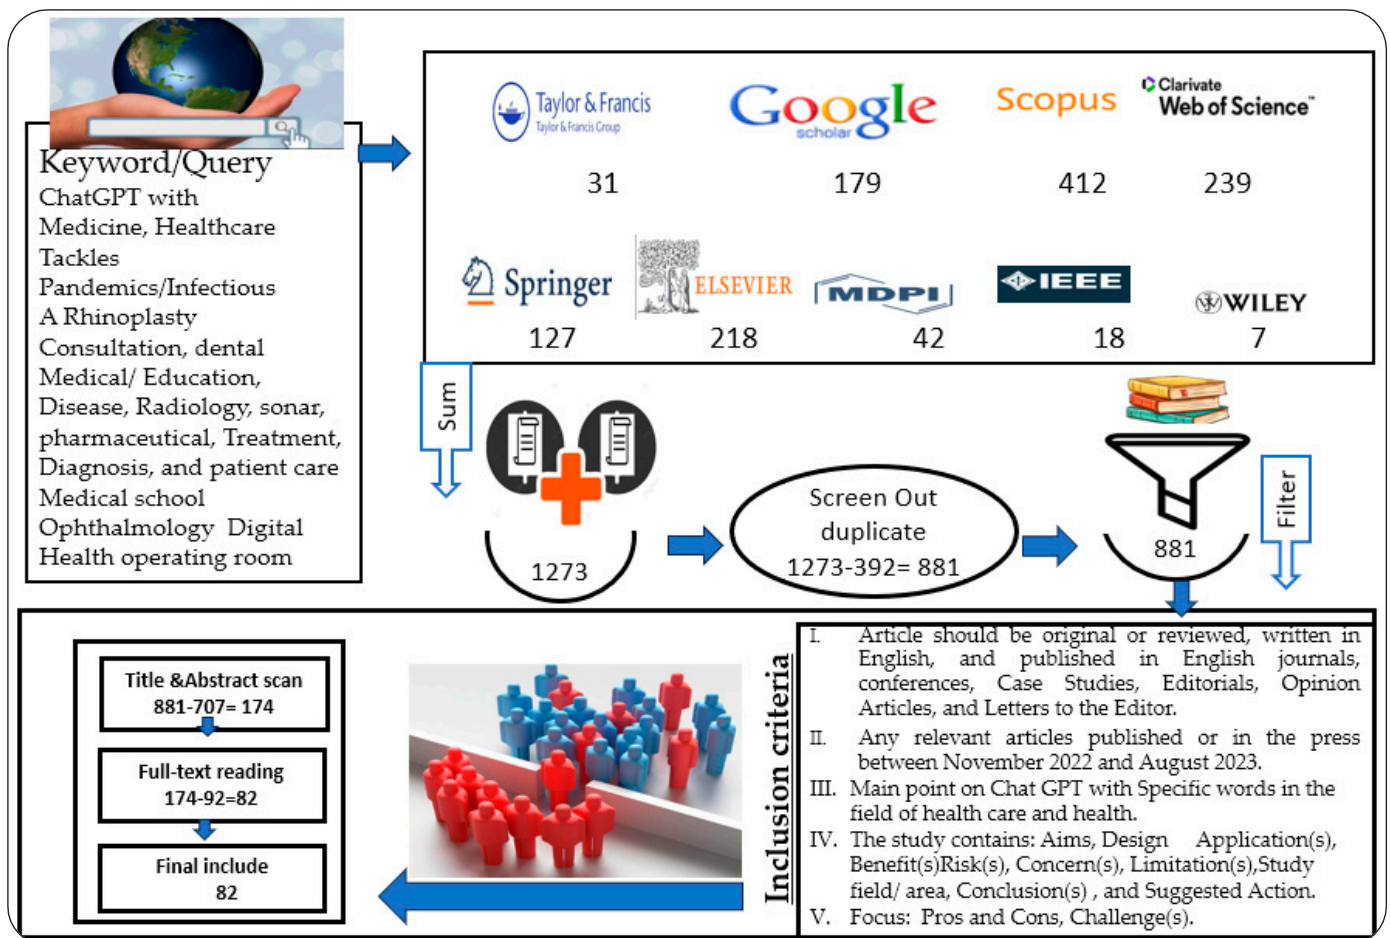 Keyword/Query
ChatGPT with
Medicine, Healthcare
Tackles
Pandemics/Infectious
A Rhinoplasty
Consultation, dental
Medical/ Education,
Disease, Radiology, sonar,
pharmaceutical, Treatment,
Diagnosis, and patient care
Medical school
Ophthalmology Digital
Health operating room
Taylor & Francis
Taylor & Francis Group
Google
scholar
Scopus
Clarivate
Web of Science™
31
179
412
239
Springer
ELSEVIER
MDPI
IEEE
WILEY
127
218
42
18
7
Sum
1273
Screen Out
duplicate
1273-392= 881
881
Filter
Inclusion criteria
I. Article should be original or reviewed, written in
English, and published in English journals,
conferences, Case Studies, Editorials, Opinion
Articles, and Letters to the Editor.
II. Any relevant articles published or in the press
between November 2022 and August 2023.
III. Main point on Chat GPT with Specific words in the
field of health care and health.
IV. The study contains: Aims, Design Application(s),
Benefit(s)Risk(s), Concern(s), Limitation(s),Study
field/ area, Conclusion(s) , and Suggested Action.
V. Focus: Pros and Cons, Challenge(s).
Title &Abstract scan
881-707= 174
Full-text reading
174-92=82
Final include
82